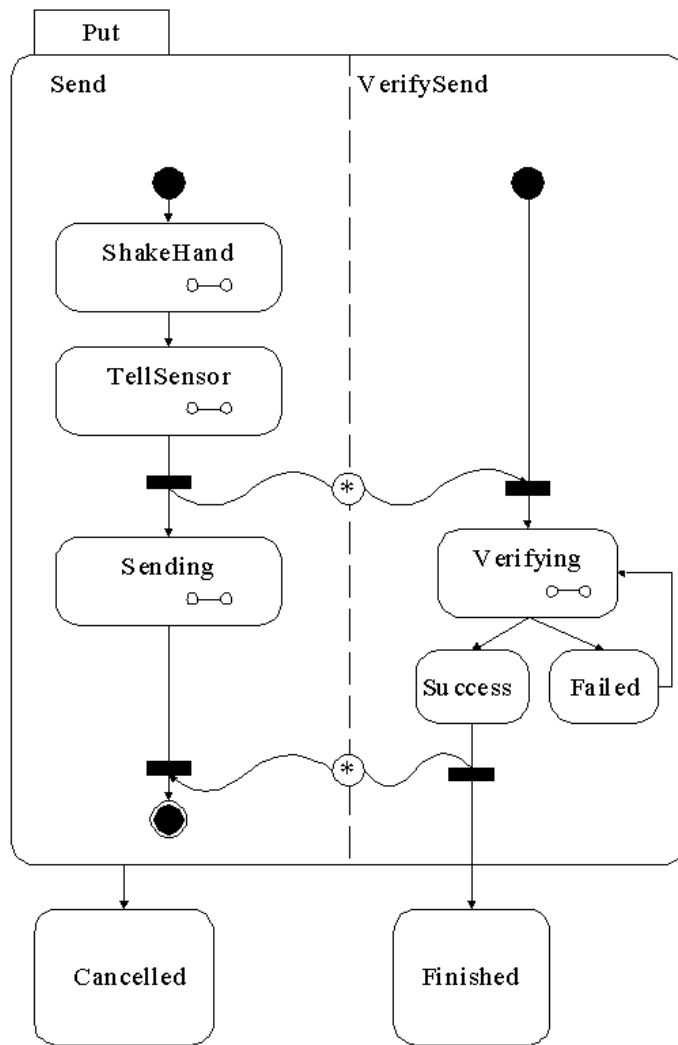 Put
Send
VerifySend
ShakeHand
TellSensor
*
Sending
Verifying
Success
Failed
*
Cancelled
Finished